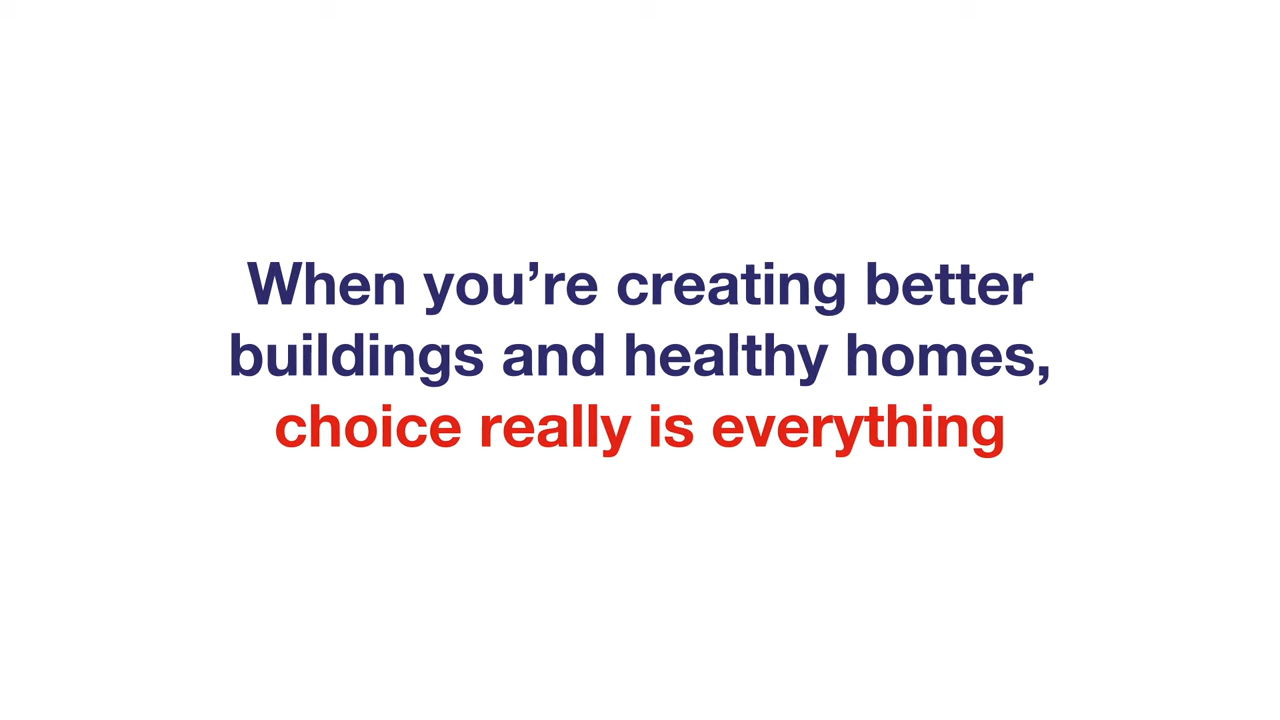 When you’re creating better
buildings and healthy homes,
choice really is everything